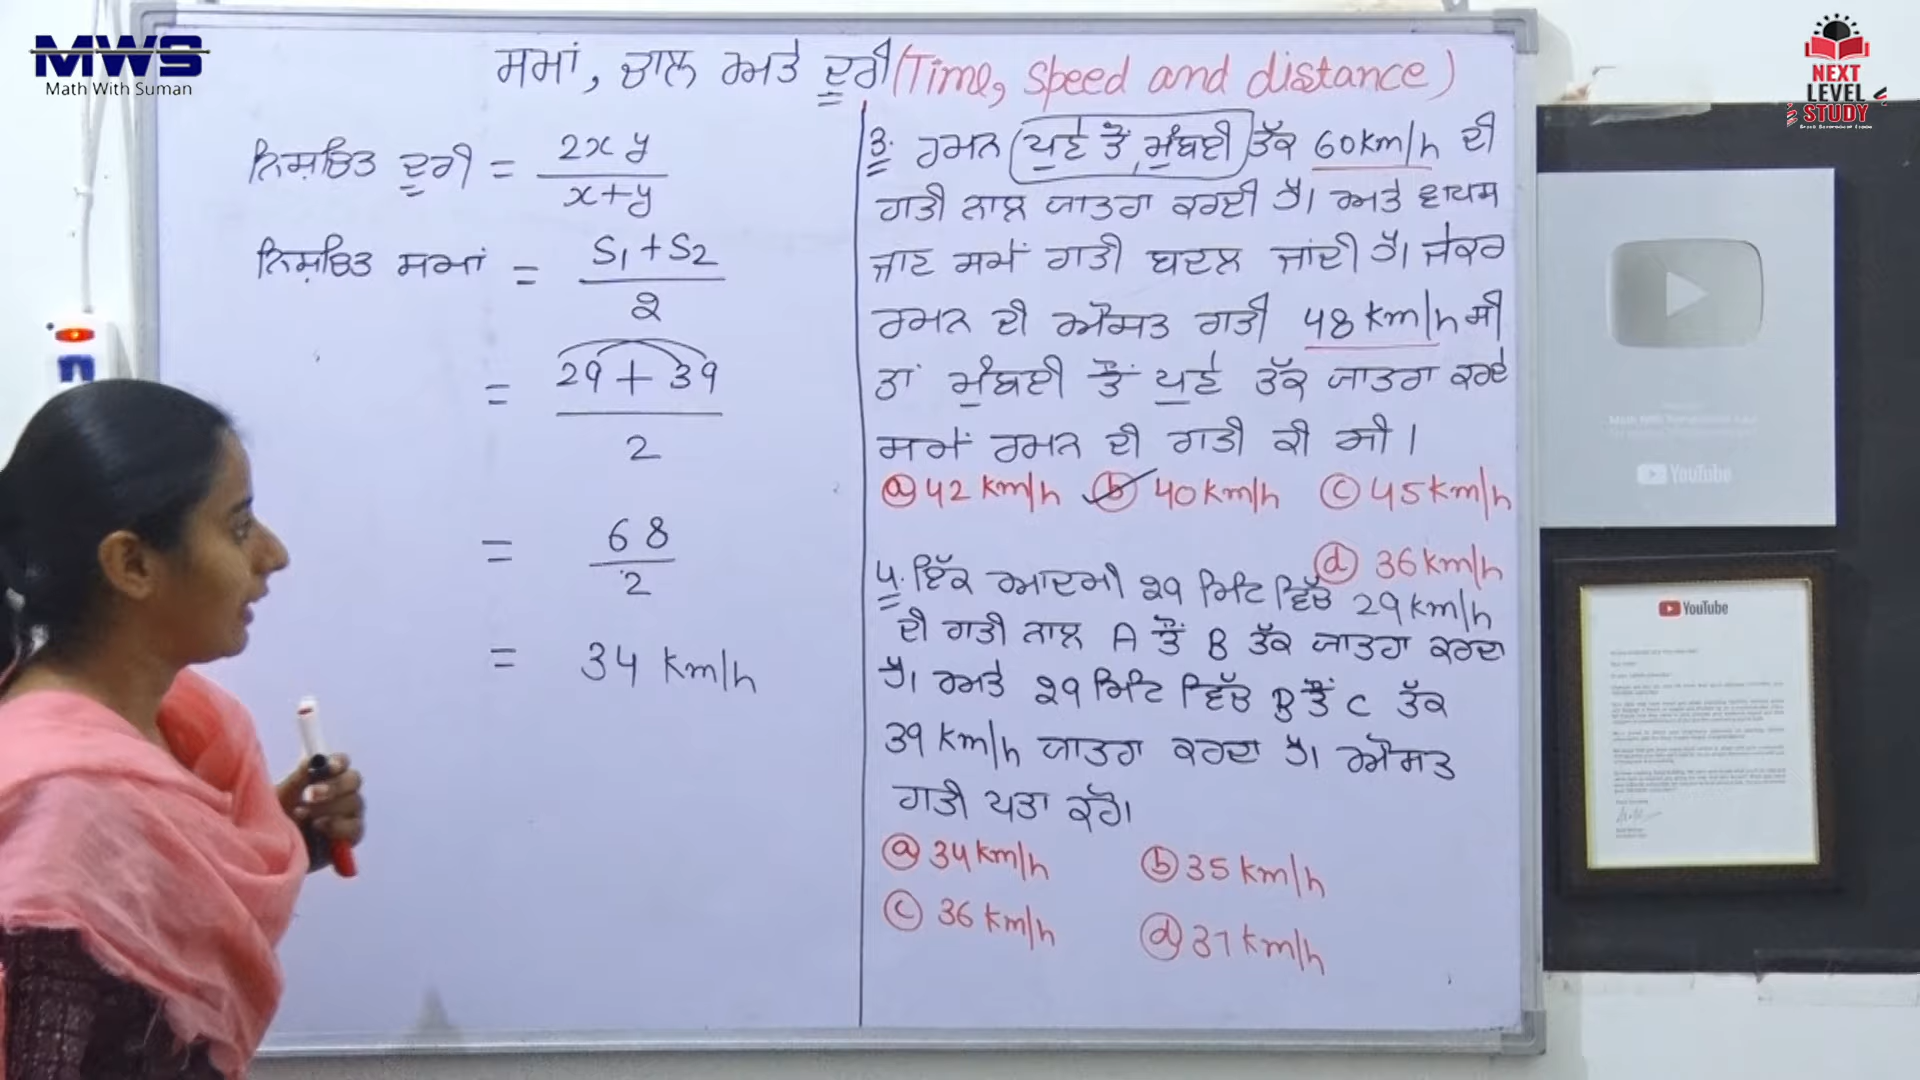 MWS
Math With Suman
NEXT
LEVEL
STUDY
ਸਮਾਂ, ਚਾਲ ਅਤੇ ਦੂਰੀ (Time, speed and distance)
ਨਿਸ਼ਚਿਤ ਦੂਰੀ = 2xy / x+y
ਨਿਸ਼ਚਿਤ ਸਮਾਂ = S₁+S₂ / 2
= 29+39 / 2
= 68 / 2
= 34 km/h
3. ਰਮਨ ਪੁਣੇ ਤੋਂ ਮੁੰਬਈ ਤੱਕ 60km/h ਦੀ
ਗਤੀ ਨਾਲ ਯਾਤਰਾ ਕਰਦੀ ਹੈ। ਅਤੇ ਵਾਪਸ
ਜਾਣ ਸਮੇਂ ਗਤੀ ਬਦਲ ਜਾਂਦੀ ਹੈ। ਜੇਕਰ
ਰਮਨ ਦੀ ਔਸਤ ਗਤੀ 48 km/h ਸੀ
ਤਾਂ ਮੁੰਬਈ ਤੋਂ ਪੁਣੇ ਤੱਕ ਯਾਤਰਾ ਕਰਦੇ
ਸਮੇਂ ਰਮਨ ਦੀ ਗਤੀ ਕੀ ਸੀ।
(a) 42 km/h (b) 40 km/h (c) 45 km/h
(d) 36 km/h
ਇੱਕ ਆਦਮੀ 29 ਮਿੰਟ ਵਿੱਚ 29 km/h
ਦੀ ਗਤੀ ਨਾਲ A ਤੋਂ B ਤੱਕ ਯਾਤਰਾ ਕਰਦਾ
ਹੈ। ਅਤੇ 29 ਮਿੰਟ ਵਿੱਚ B ਤੋਂ C ਤੱਕ
39 km/h ਯਾਤਰਾ ਕਰਦਾ ਹੈ। ਔਸਤ
ਗਤੀ ਪਤਾ ਕਰੋ।
(a) 34 km/h (b) 35 km/h
(c) 36 km/h (d) 37 km/h
YouTube
YouTube